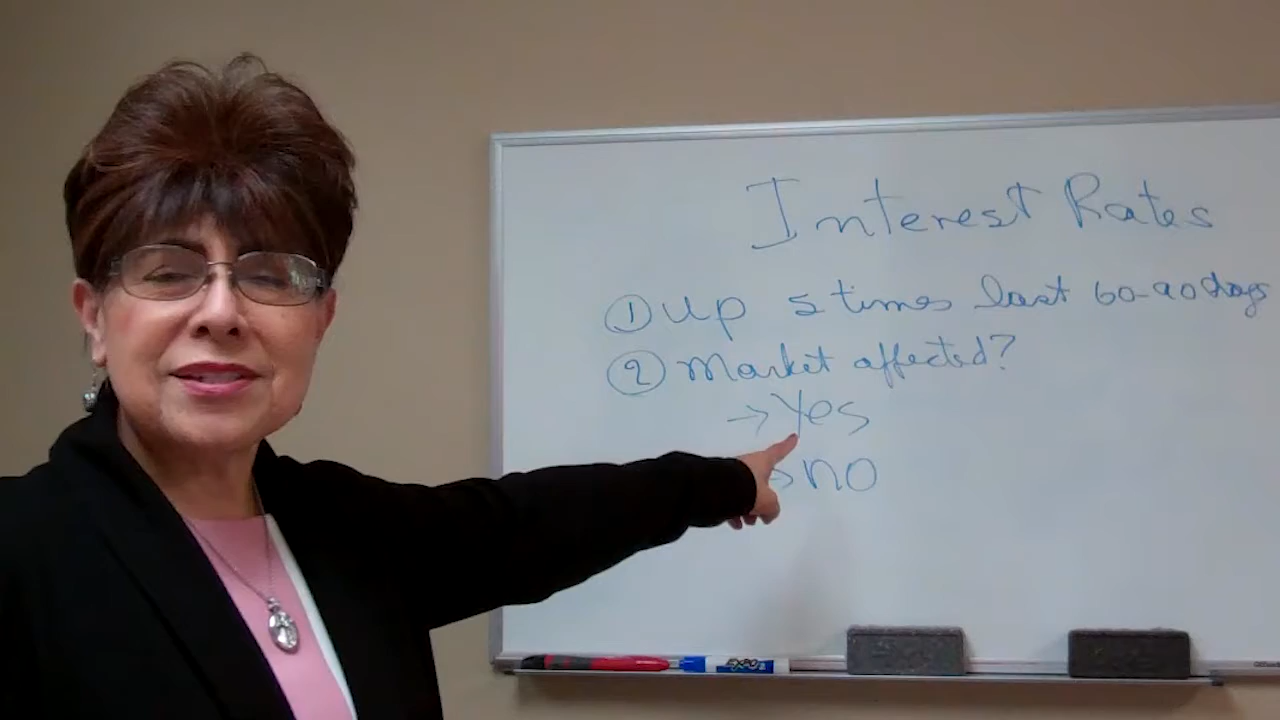 Interest Rates
① Up 5 times last 60-90 days
② Market affected?
→ Yes
no
EXPO